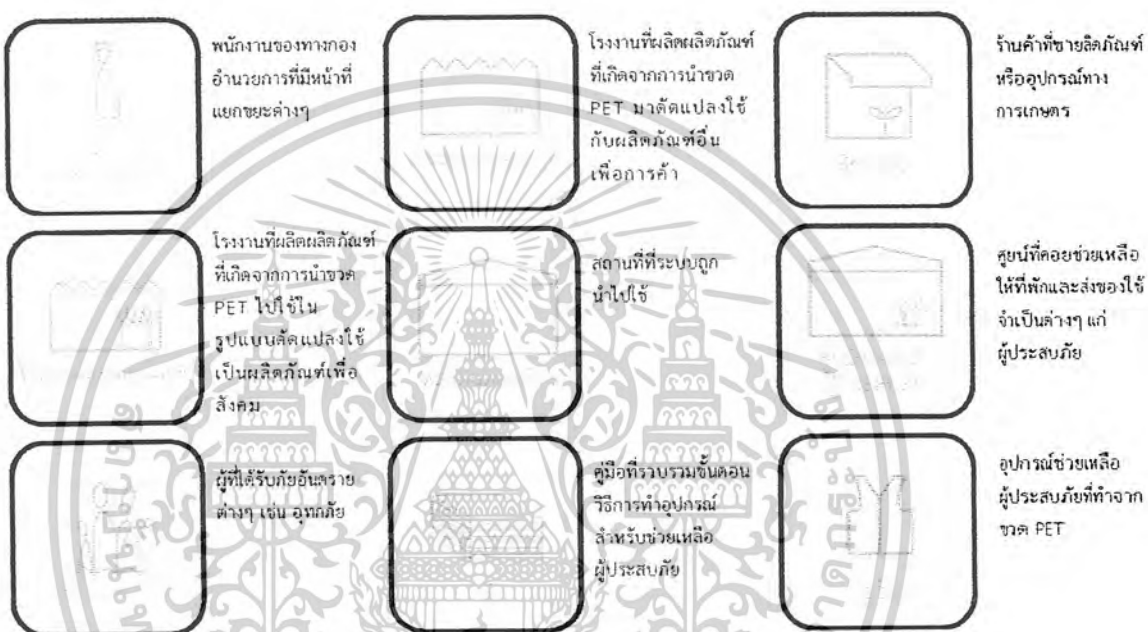 พนักงานของทางกอง
อำนวยการที่มีหน้าที่
แยกขยะต่างๆ
โรงงานที่ผลิตผลิตภัณฑ์
ที่เกิดจากการนำขวด
PET มาดัดแปลงใช้
กับผลิตภัณฑ์อื่น
เพื่อการค้า
ร้านค้าที่ขายลิตภัณฑ์
หรืออุปกรณ์ทาง
การเกษตร
โรงงานที่ผลิตผลิตภัณฑ์
ที่เกิดจากการนำขวด
PET ไปใช้ใน
รูปแบบดัดแปลงใช้
เป็นผลิตภัณฑ์เพื่อ
สังคม
สถานที่ที่ระบบถูก
นำไปใช้
ศูยน์ที่คอยช่วยเหลือ
ให้ที่พักและส่งของใช้
จำเป็นต่างๆ แก่
ผู้ประสบภัย
ผู้ที่ได้รับภัยอันตราย
ต่างๆ เช่น อุทกภัย
คู่มือที่รวบรวมขั้นตอน
วิธีการทำอุปกรณ์
สำหรับช่วยเหลือ
ผู้ประสบภัย
อุปกรณ์ช่วยเหลือ
ผู้ประสบภัยที่ทำจาก
ขวด PET